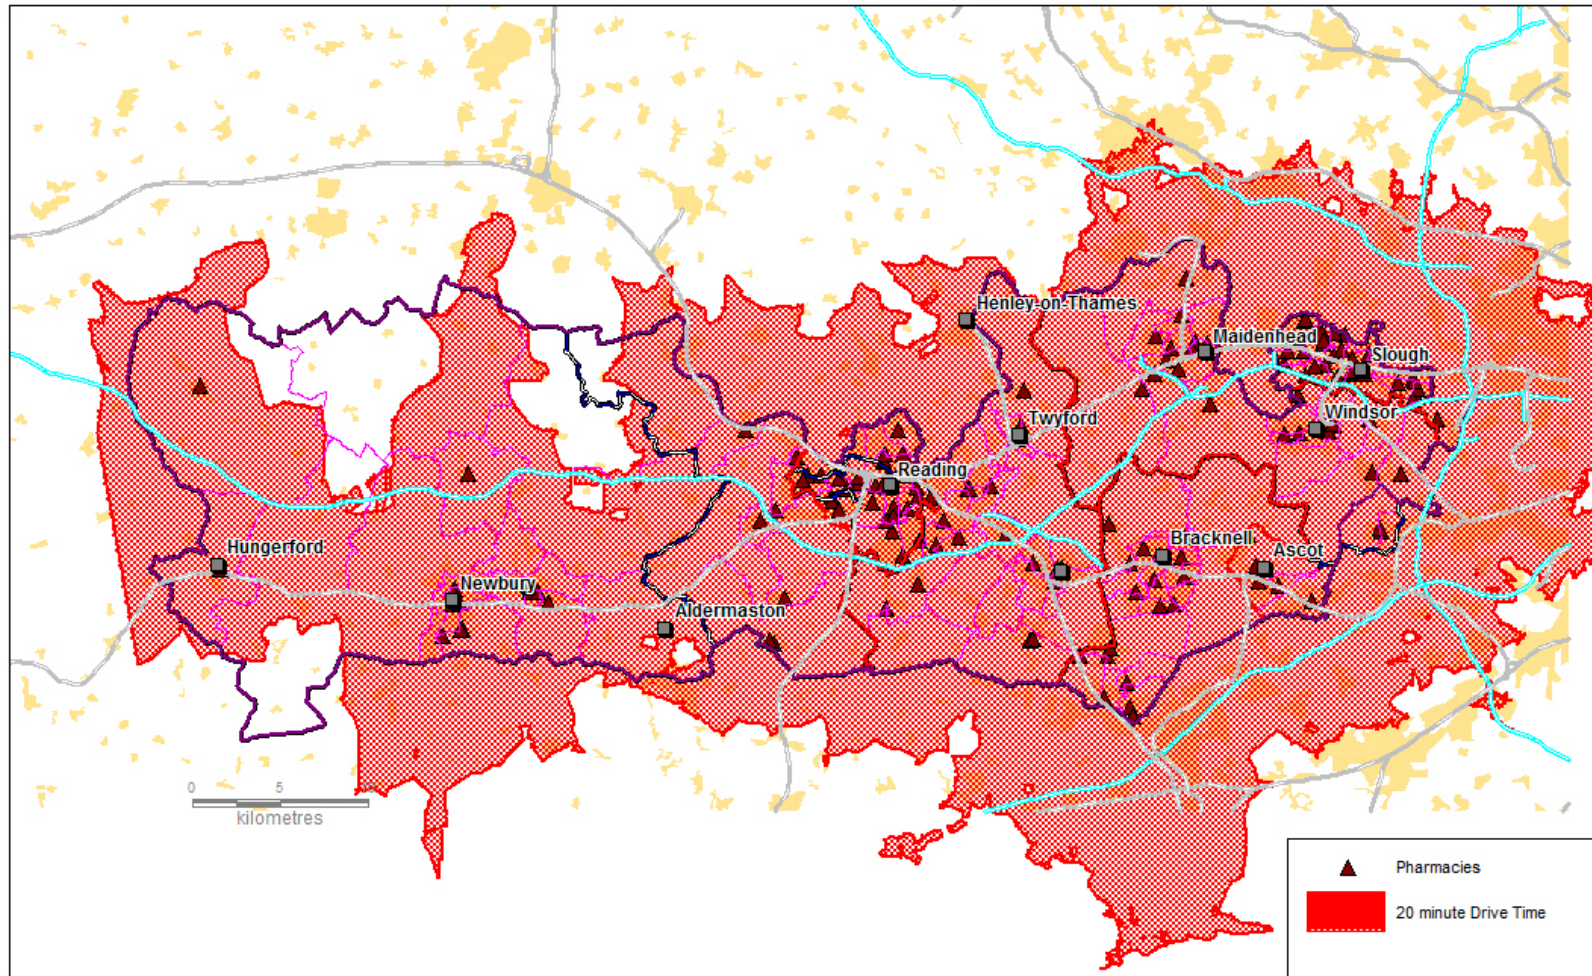 Henley-on-Thames
Maidenhead
Slough
Windsor
Twyford
Reading
Hungerford
Newbury
Aldermaston
Bracknell
Ascot
0 5
kilometres
Pharmacies
20 minute Drive Time